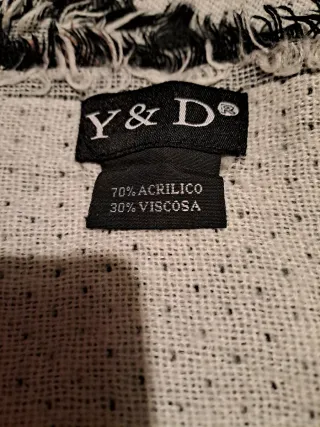 Y & D®
70% ACRILICO
30% VISCOSA